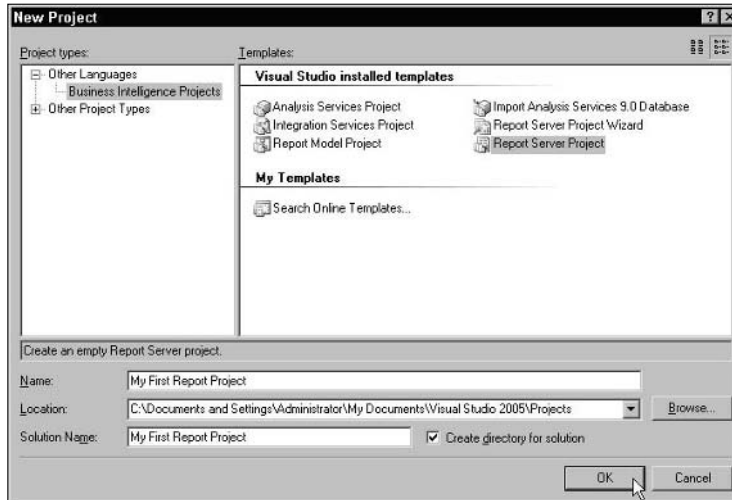 New Project
Project types:
Templates:
Other Languages
Business Intelligence Projects
Other Project Types
Visual Studio installed templates
Analysis Services Project
Import Analysis Services 9.0 Database
Integration Services Project
Report Server Project Wizard
Report Model Project
Report Server Project
My Templates
Search Online Templates...
Create an empty Report Server project.
Name:
My First Report Project
Location:
C:\Documents and Settings\Administrator\My Documents\Visual Studio 2005\Projects
Browse...
Solution Name:
My First Report Project
Create directory for solution
OK
Cancel